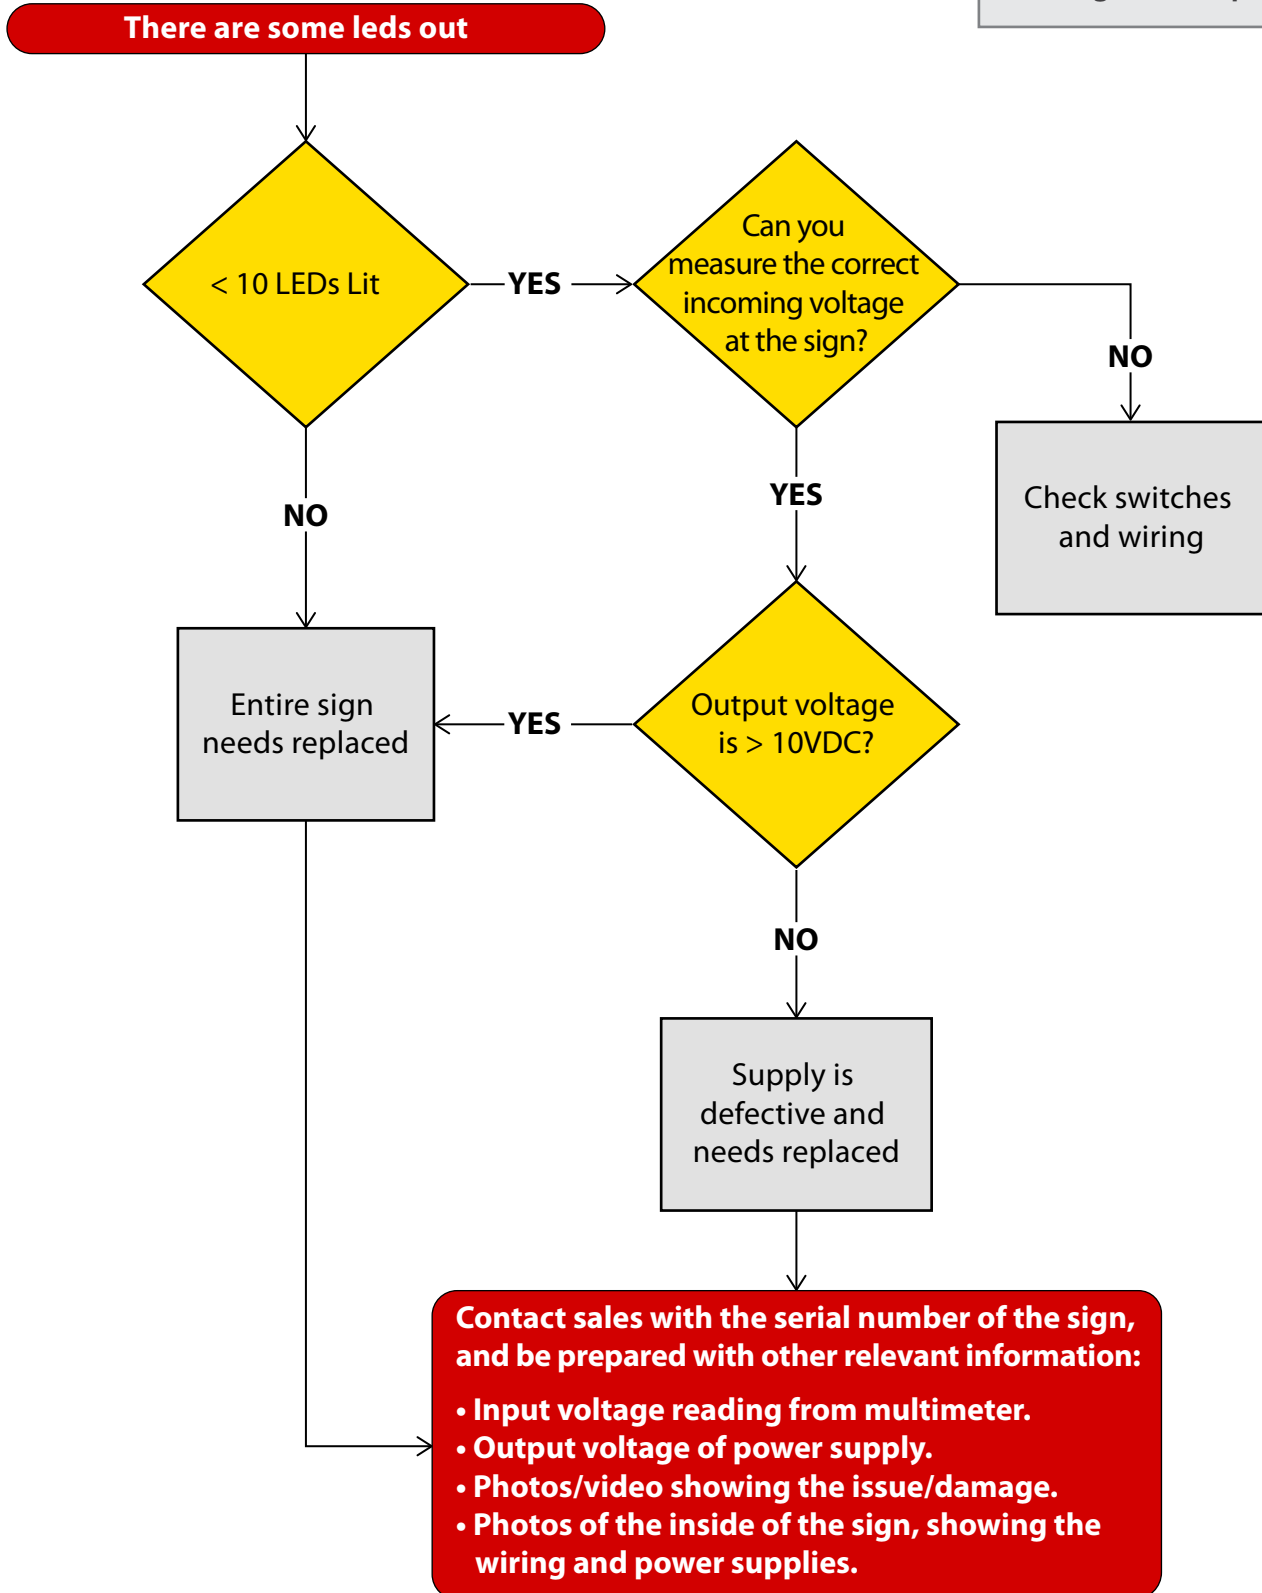 There are some leds out
< 10 LEDs Lit
YES
Can you
measure the correct
incoming voltage
at the sign?
NO
Check switches
and wiring
NO
YES
Entire sign
needs replaced
YES
Output voltage
is > 10VDC?
NO
Supply is
defective and
needs replaced
Contact sales with the serial number of the sign,
and be prepared with other relevant information:
• Input voltage reading from multimeter.
• Output voltage of power supply.
• Photos/video showing the issue/damage.
• Photos of the inside of the sign, showing the
wiring and power supplies.